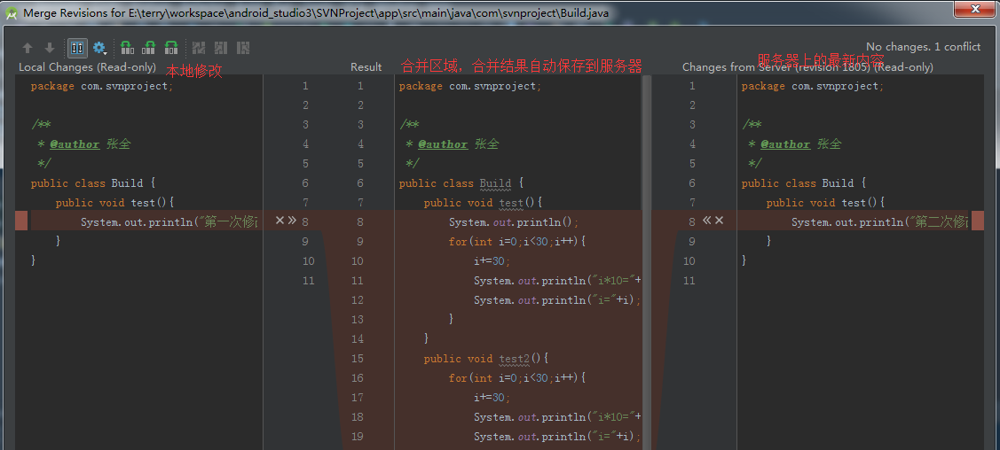 Merge Revisions for E:\terry\workspace\android_studio3\SVNProject\app\src\main\java\com\svnproject\Build.java
No changes. 1 conflict
Local Changes (Read-only)
本地修改
Result
合并区域，合并结果自动保存到服务器
Changes from Server (revision 1805) (Read-only)
服务器上的最新内容
package com.svnproject;
/**
* @author 张全
*/
public class Build {
public void test(){
System.out.println("第一次修改
}
}
1
2
3
4
5
6
7
8
9
10
11
1 package com.svnproject;
2
3 /**
4 * @author 张全
5 */
6 public class Build {
7 public void test(){
8 System.out.println();
9 for(int i=0;i<30;i++){
10 i+=30;
11 System.out.println("i*10="+
12 System.out.println("i="+i);
13 }
14 }
15 public void test2(){
16 for(int i=0;i<30;i++){
17 i+=30;
18 System.out.println("i*10="+
19 System.out.println("i="+i);
1 package com.svnproject;
2
3 /**
4 * @author 张全
5 */
6 public class Build {
7 public void test(){
8 System.out.println("第二次修改
9 }
10 }
11